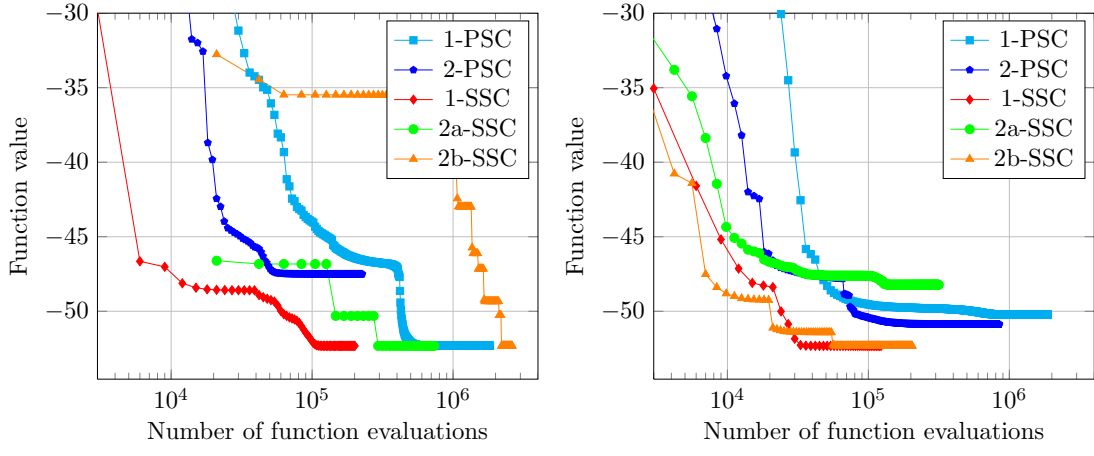 −30
−35
−40
−45
−50
10^4
10^5
10^6
Number of function evaluations
Function value
1-PSC
2-PSC
1-SSC
2a-SSC
2b-SSC
−30
−35
−40
−45
−50
10^4
10^5
10^6
Number of function evaluations
Function value
1-PSC
2-PSC
1-SSC
2a-SSC
2b-SSC